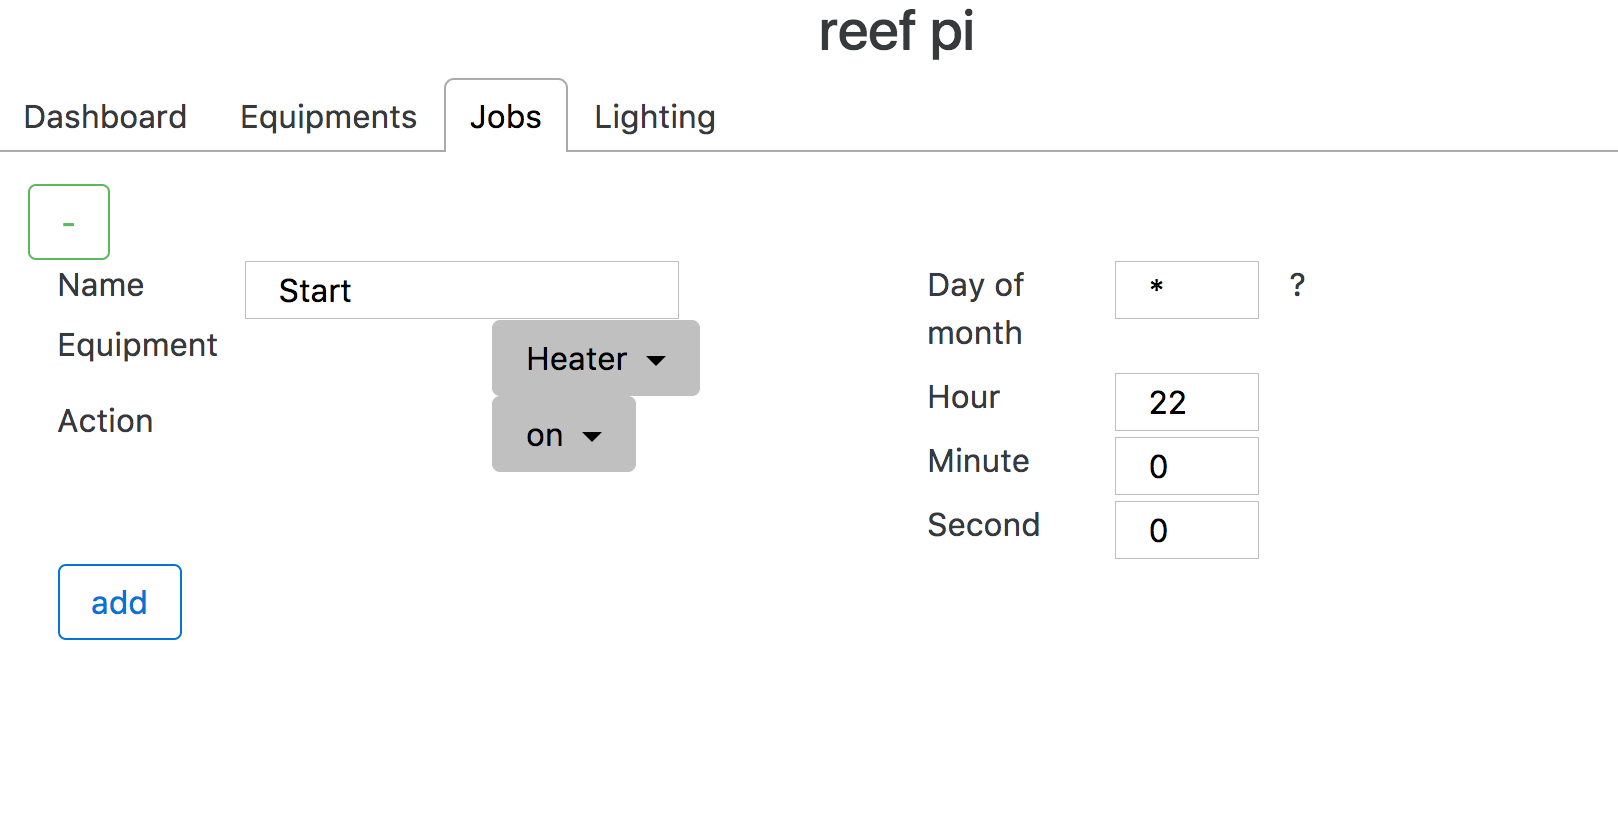 reef pi
Dashboard Equipments Jobs Lighting
-
Name Start
Equipment Heater
Action on
Day of month * ?
Hour 22
Minute 0
Second 0
add